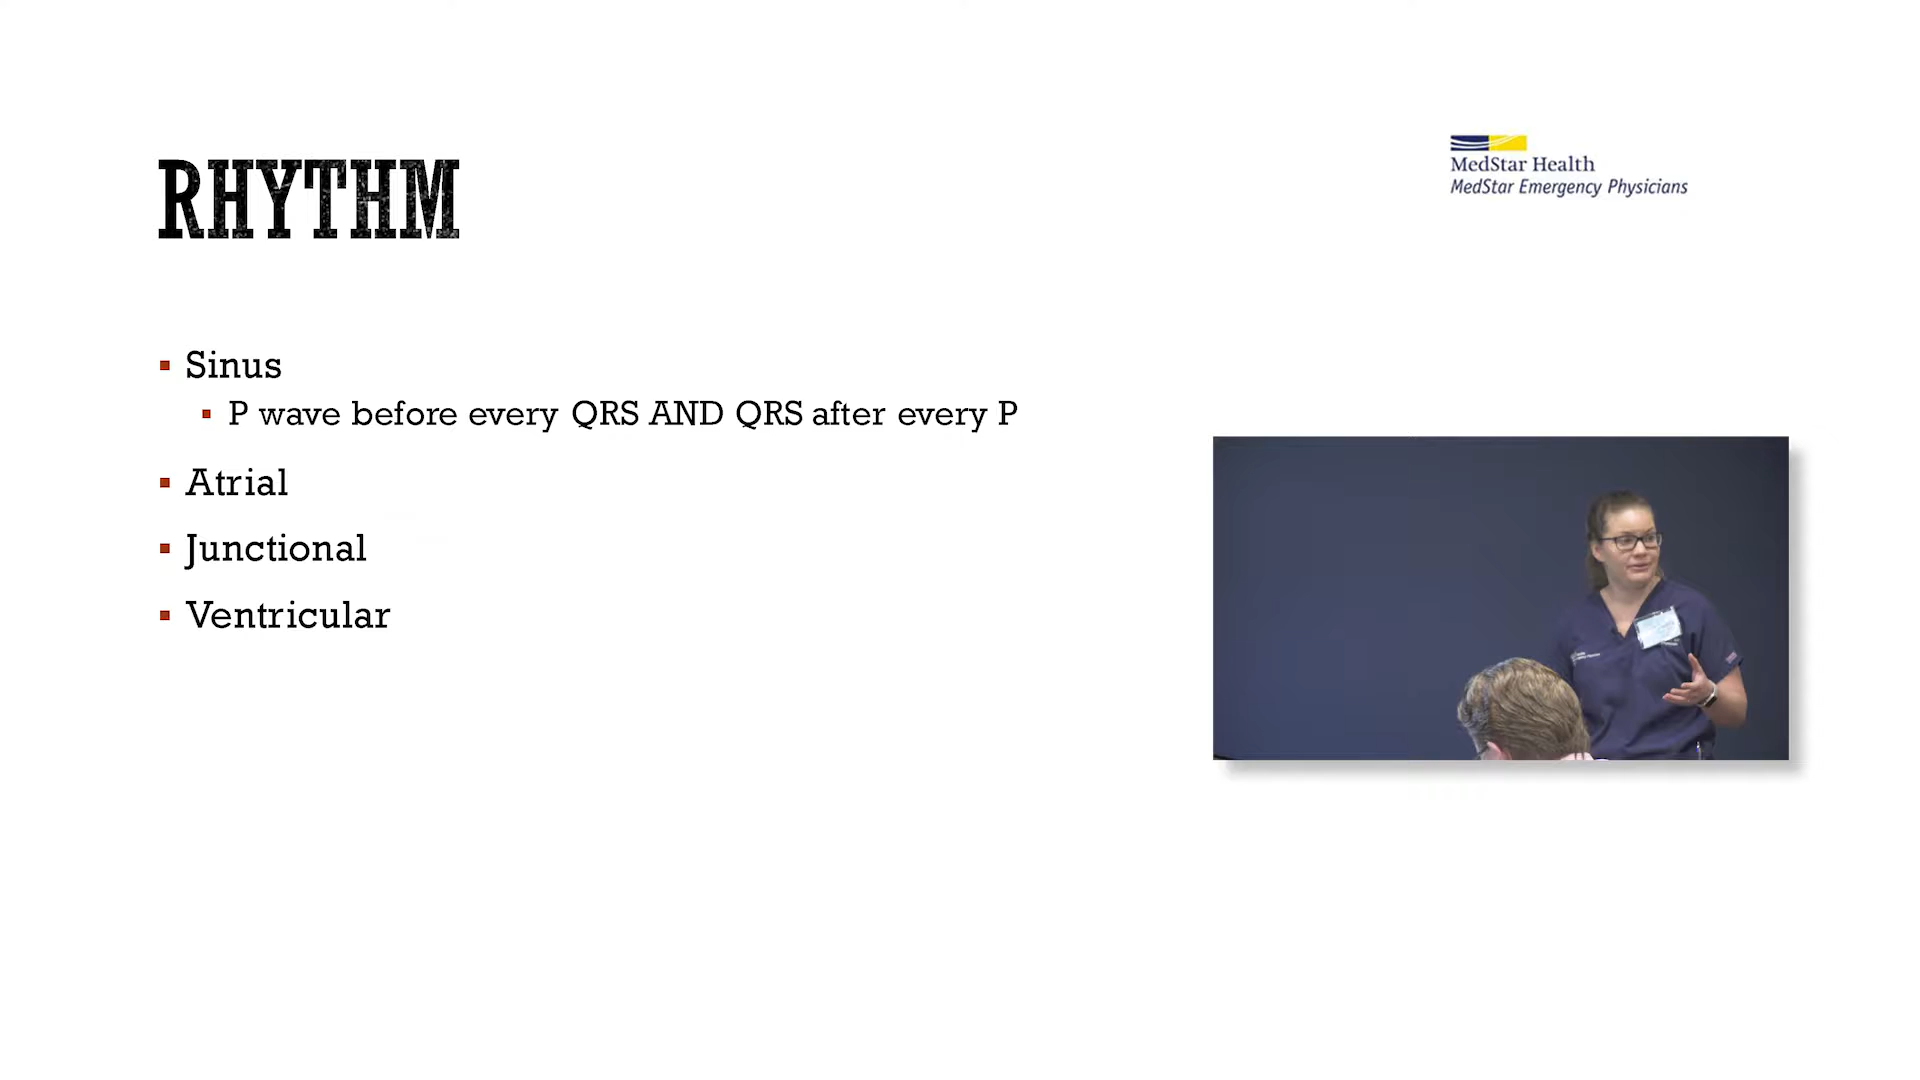 RHYTHM
MedStar Health
MedStar Emergency Physicians
Sinus
P wave before every QRS AND QRS after every P
Atrial
Junctional
Ventricular